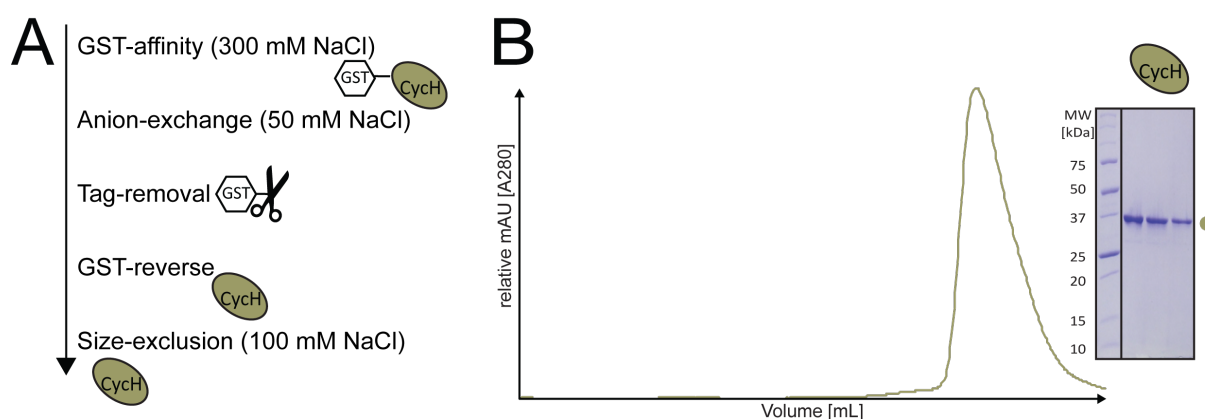 A
GST-affinity (300 mM NaCl)
GST
CycH
Anion-exchange (50 mM NaCl)
Tag-removal
GST
GST-reverse
CycH
Size-exclusion (100 mM NaCl)
CycH
B
relative mAU [A280]
Volume [mL]
CycH
MW
[kDa]
75
50
37
25
20
15
10